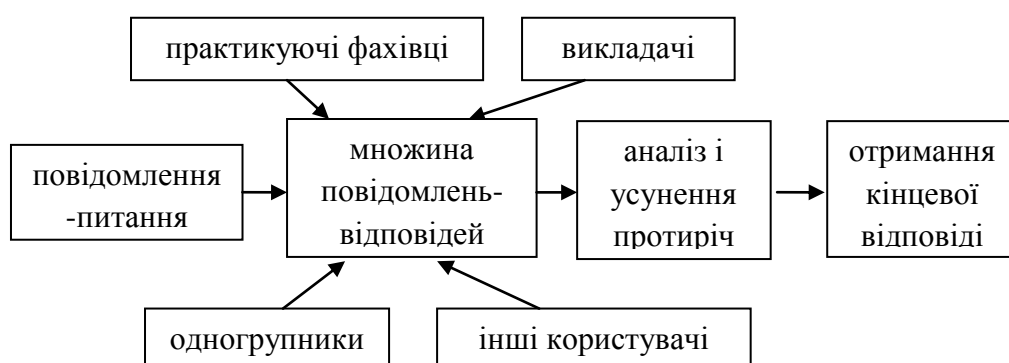 практикуючі фахівці
викладачі
повідомлення
-питання
множина
повідомлень-
відповідей
аналіз і
усунення
протиріч
отримання
кінцевої
відповіді
одногрупники
інші користувачі